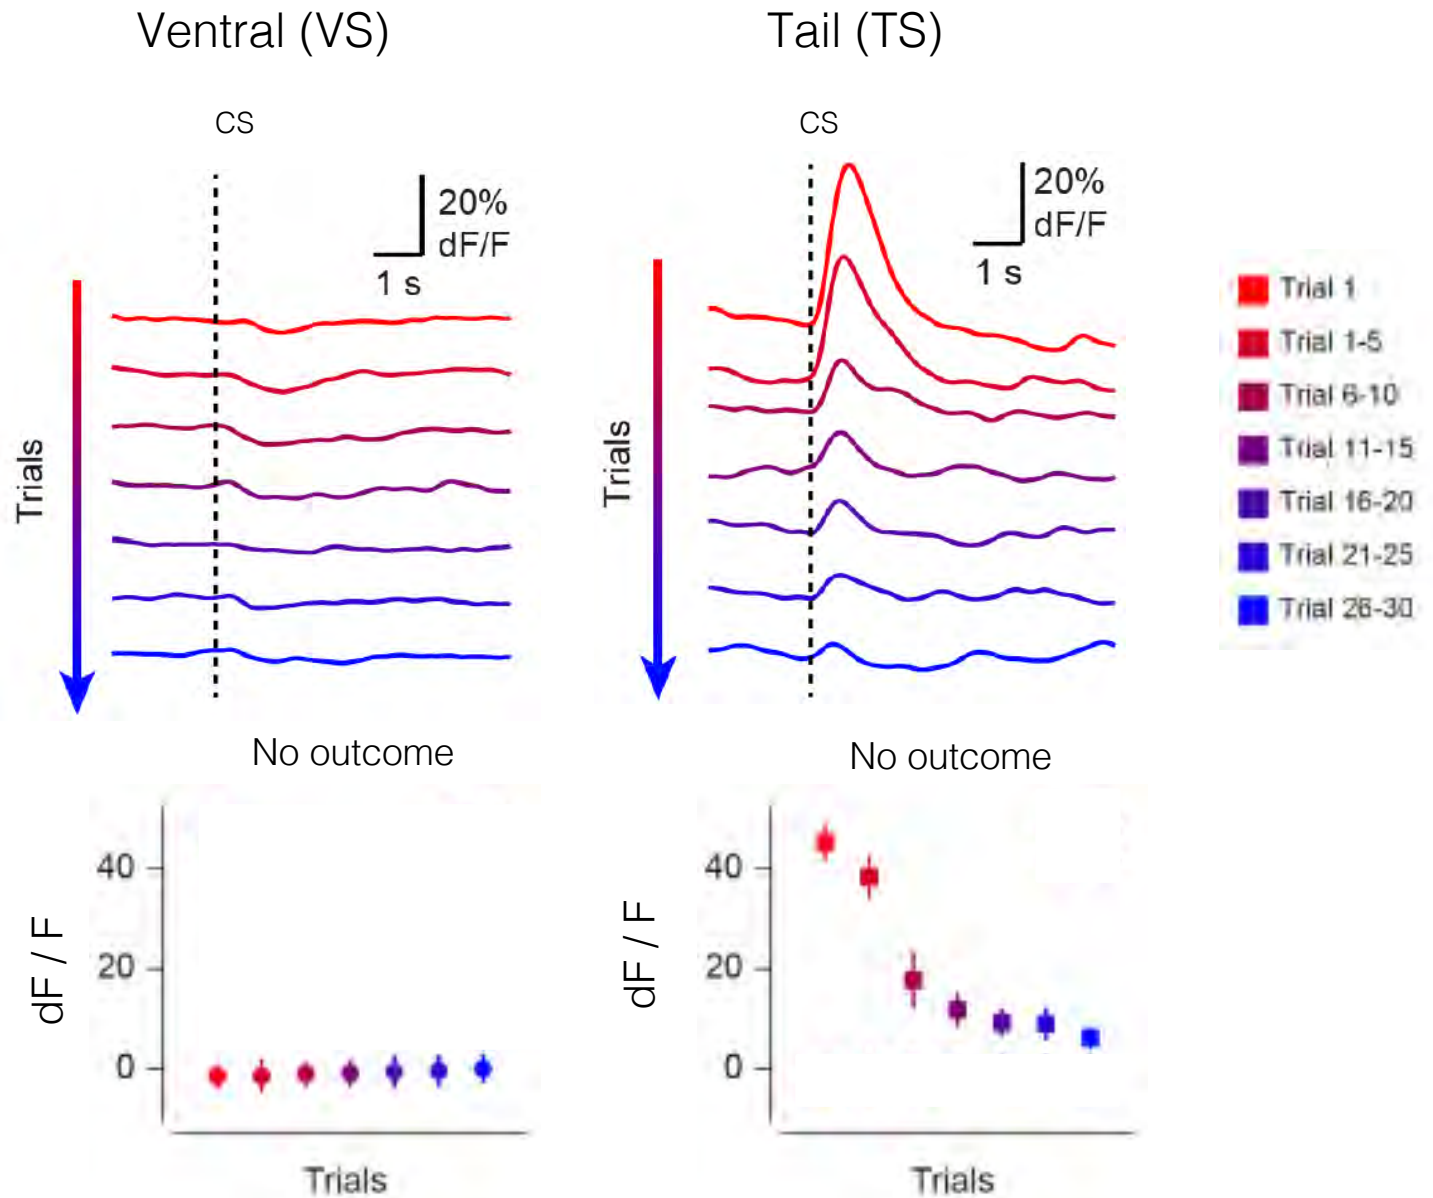 Ventral (VS)
Tail (TS)
CS
CS
20%
dF/F
1 s
20%
dF/F
1 s
Trials
Trials
Trial 1
Trial 1-5
Trial 6-10
Trial 11-15
Trial 16-20
Trial 21-25
Trial 26-30
No outcome
No outcome
dF / F
40
20
0
Trials
dF / F
40
20
0
Trials